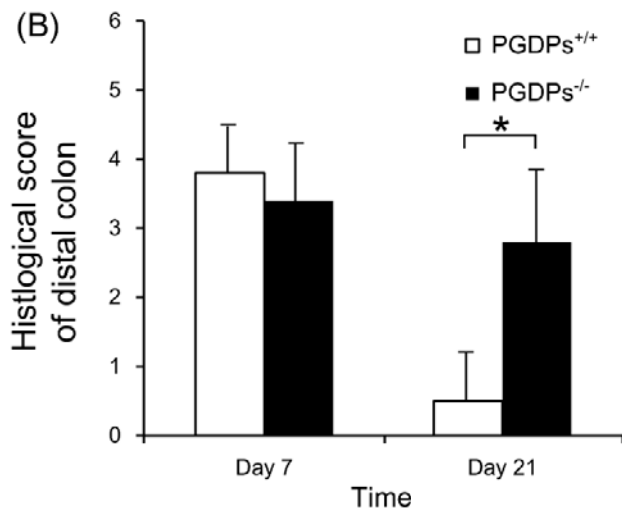 (B)
6
5
4
3
2
1
0
Histlogical score
of distal colon
PGDPs+/+
PGDPs-/-
*
Day 7
Day 21
Time